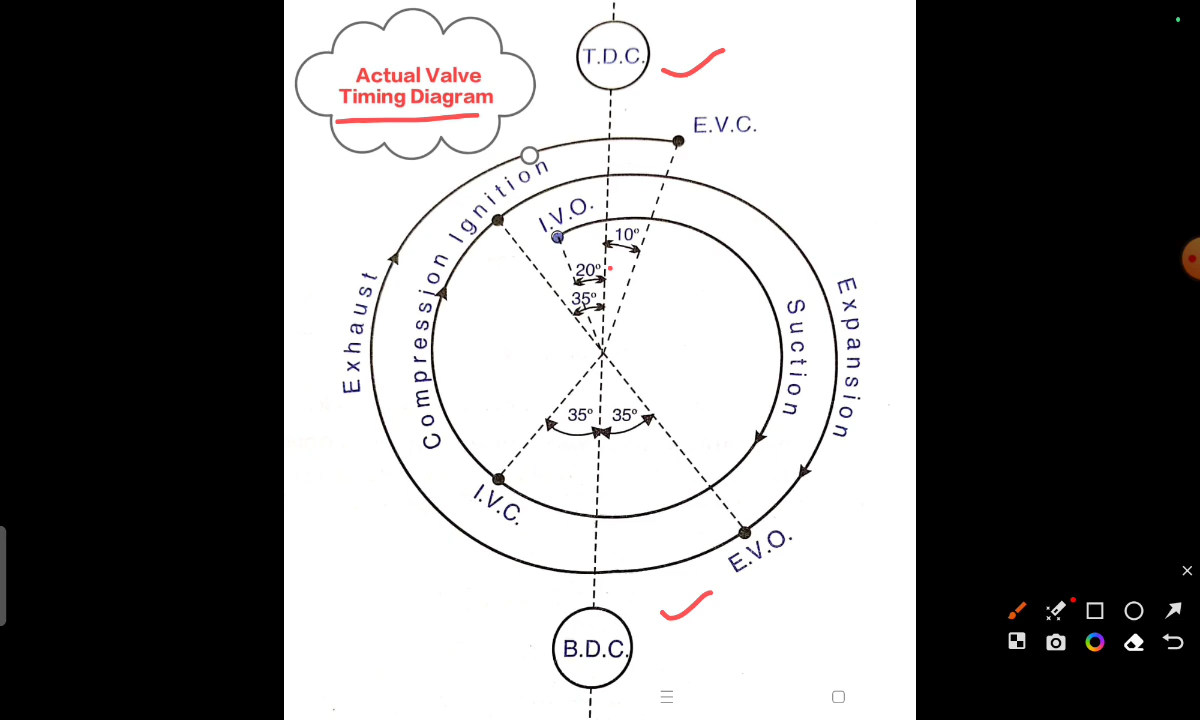 Actual Valve
Timing Diagram
T.D.C.
E.V.C.
Ignition
I.V.O.
10°
20°
35°
Exhaust
Compression
Suction
Expansion
35°
35°
I.V.C.
E.V.O.
B.D.C.